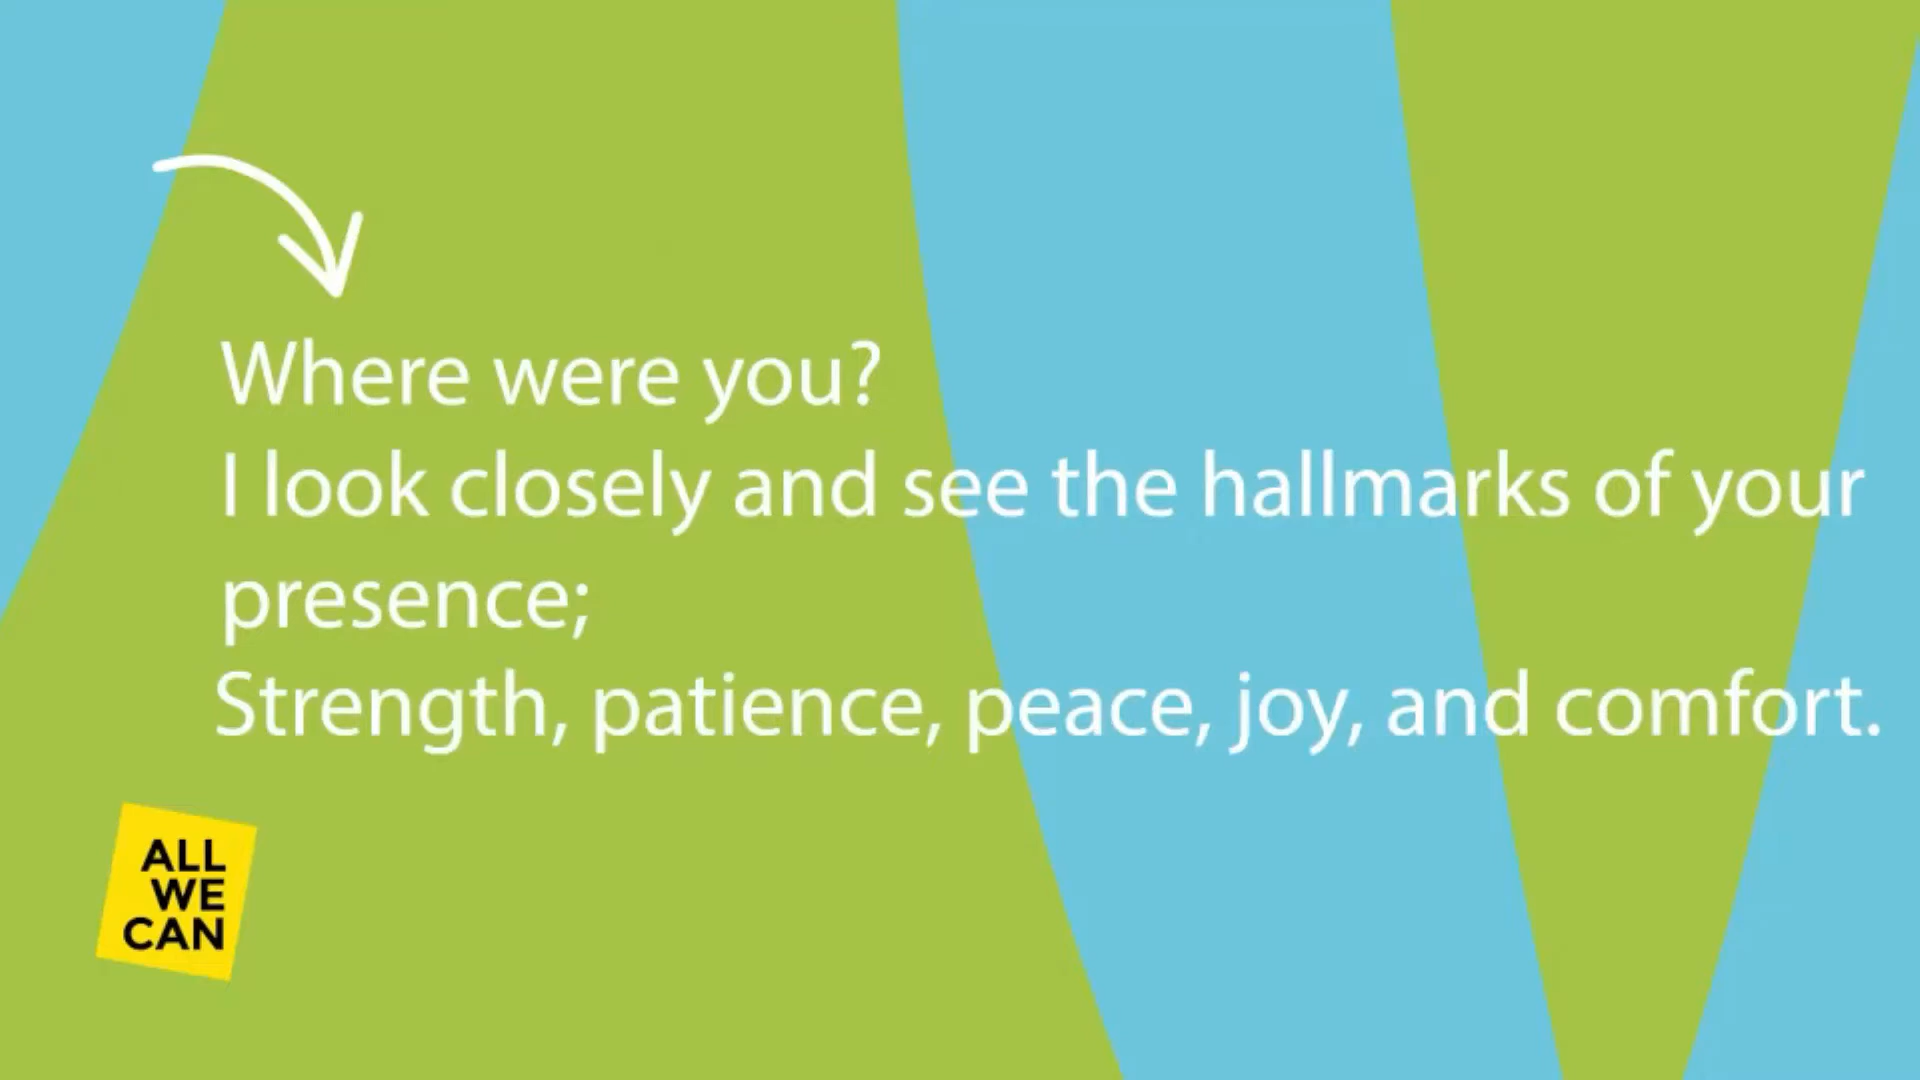 Where were you?
I look closely and see the hallmarks of your
presence;
Strength, patience, peace, joy, and comfort.
ALL
WE
CAN